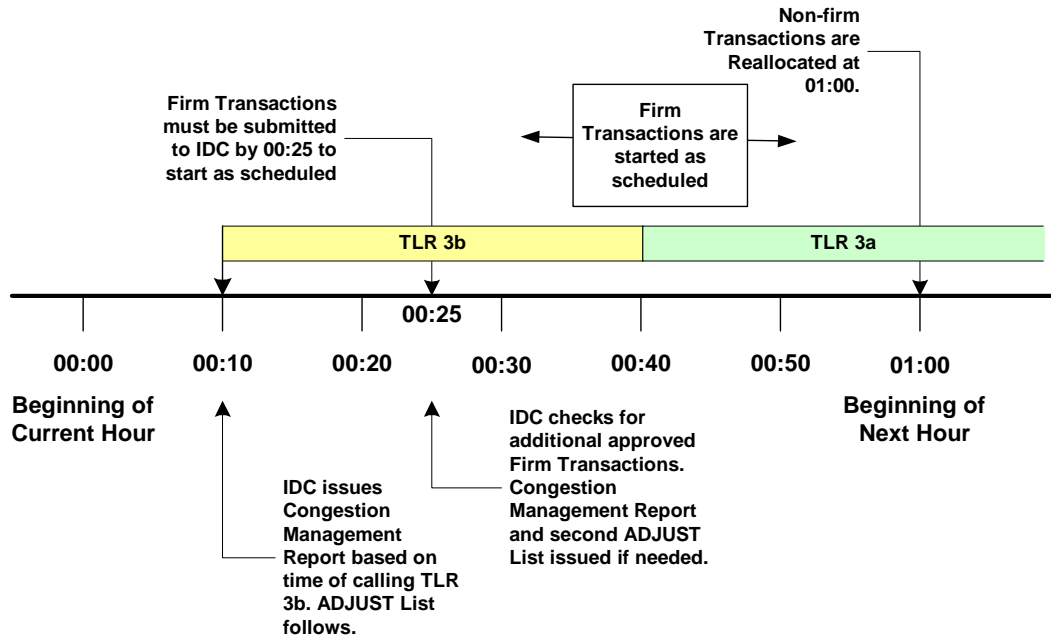 Non-firm
Transactions are
Reallocated at
01:00.
Firm Transactions
must be submitted
to IDC by 00:25 to
start as scheduled
Firm
Transactions are
started as
scheduled
TLR 3b
TLR 3a
00:25
00:00
00:10
00:20
00:30
00:40
00:50
01:00
Beginning of
Current Hour
Beginning of
Next Hour
IDC issues
Congestion
Management
Report based on
time of calling TLR
3b. ADJUST List
follows.
IDC checks for
additional approved
Firm Transactions.
Congestion
Management Report
and second ADJUST
List issued if needed.